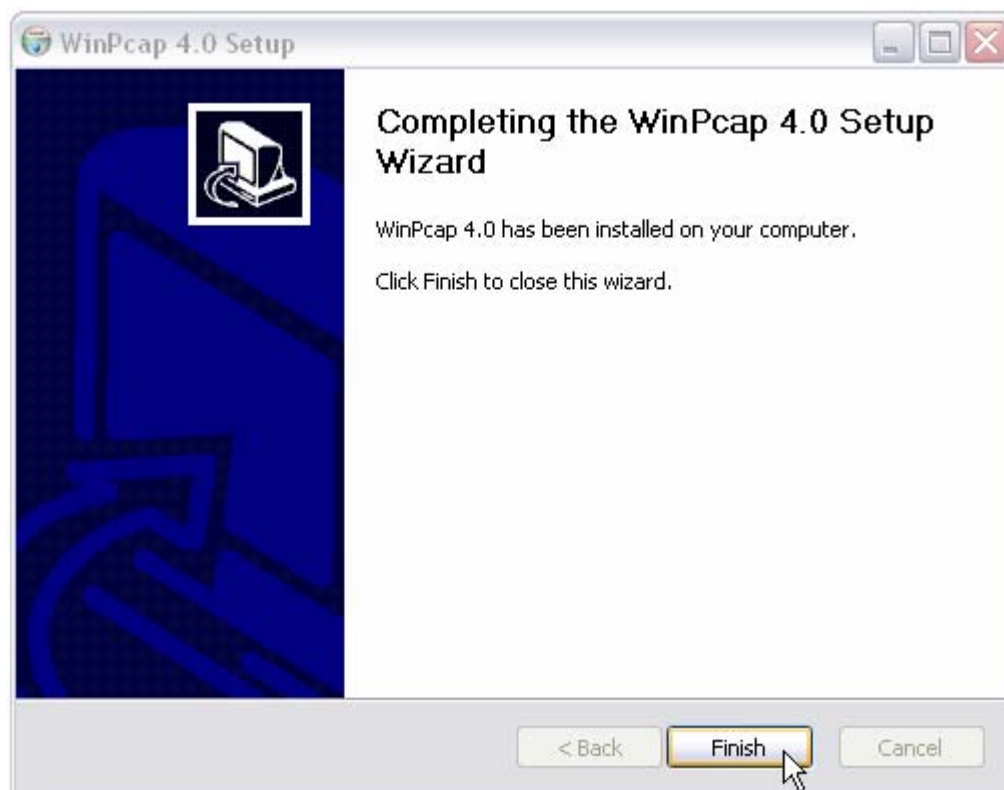 WinPcap 4.0 Setup
Completing the WinPcap 4.0 Setup
Wizard
WinPcap 4.0 has been installed on your computer.
Click Finish to close this wizard.
< Back Finish Cancel